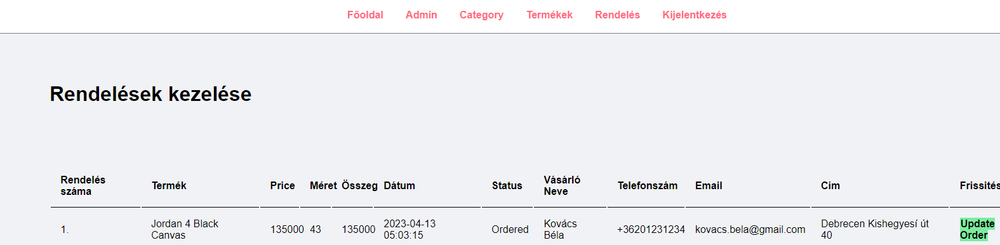 Főoldal Admin Category Termékek Rendelés Kijelentkezés
Rendelések kezelése
Rendelés száma Termék Price Méret Összeg Dátum Status Vásárló Neve Telefonszám Email Cím Frissités
1. Jordan 4 Black Canvas 135000 43 135000 2023-04-13 05:03:15 Ordered Kovács Béla +36201231234 kovacs.bela@gmail.com Debrecen Kishegyesí út 40 Update Order